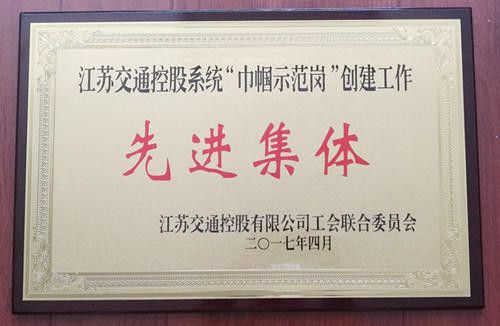 江苏交通控股系统“巾帼示范岗”创建工作
先进集体
江苏交通控股有限公司工会联合委员会
二〇一七年四月